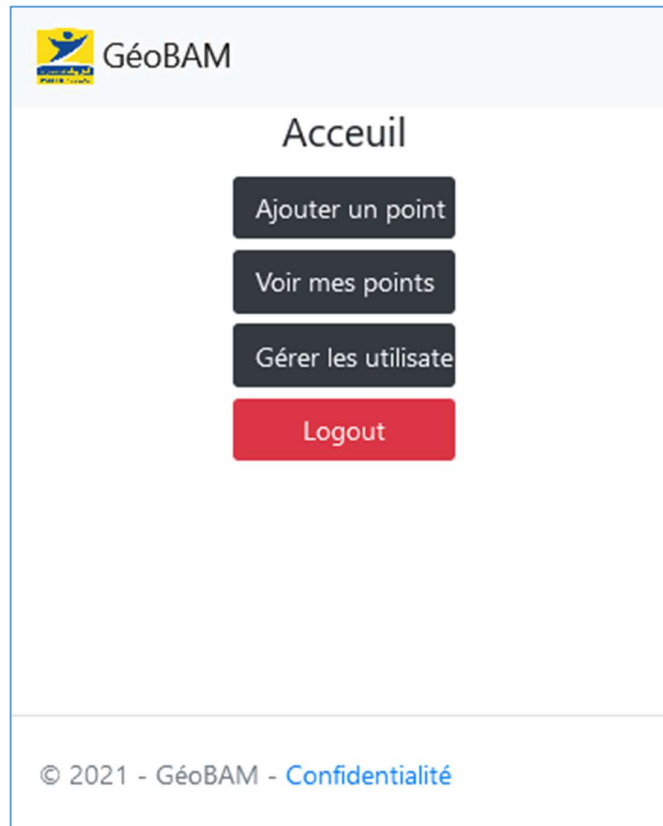 GéoBAM
Acceuil
Ajouter un point
Voir mes points
Gérer les utilisate
Logout
© 2021 - GéoBAM - Confidentialité